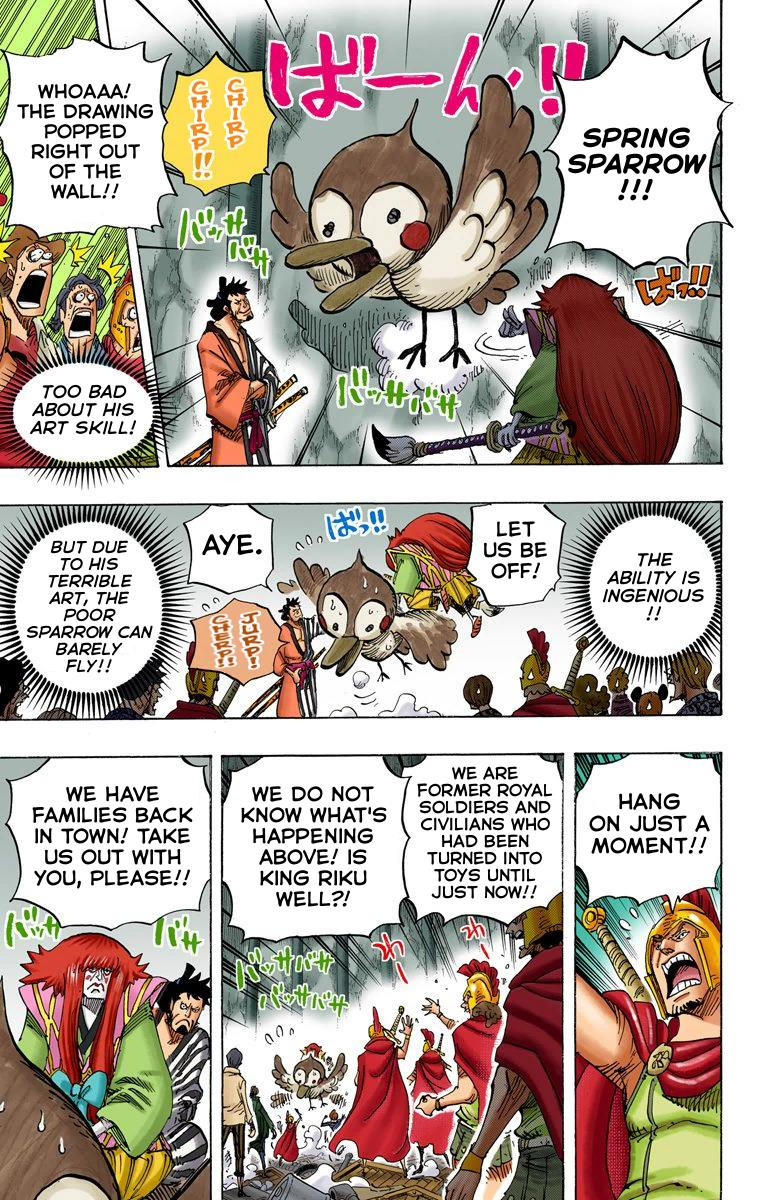 SPRING
SPARROW
!!!
ばーん!!
CHIRP
CHIRP!!
バッサ
バサ
ばっ!!
バッサバサ
WHOAAA!
THE DRAWING
POPPED
RIGHT OUT
OF THE
WALL!!
TOO BAD
ABOUT HIS
ART SKILL!
THE
ABILITY IS
INGENIOUS
!!
LET
US BE
OFF!
ばっ!!
AYE.
JURP!
CHERP!!
BUT DUE
TO HIS
TERRIBLE
ART, THE
POOR
SPARROW CAN
BARELY
FLY!!
HANG
ON JUST A
MOMENT!!
WE ARE
FORMER ROYAL
SOLDIERS AND
CIVILIANS WHO
HAD BEEN
TURNED INTO
TOYS UNTIL
JUST NOW!!
WE DO NOT
KNOW WHAT'S
HAPPENING
ABOVE! IS
KING RIKU
WELL?!
わー
わー
バッサバサ
バッサバサ
WE HAVE
FAMILIES BACK
IN TOWN! TAKE
US OUT WITH
YOU, PLEASE!!
バサ
バッサ